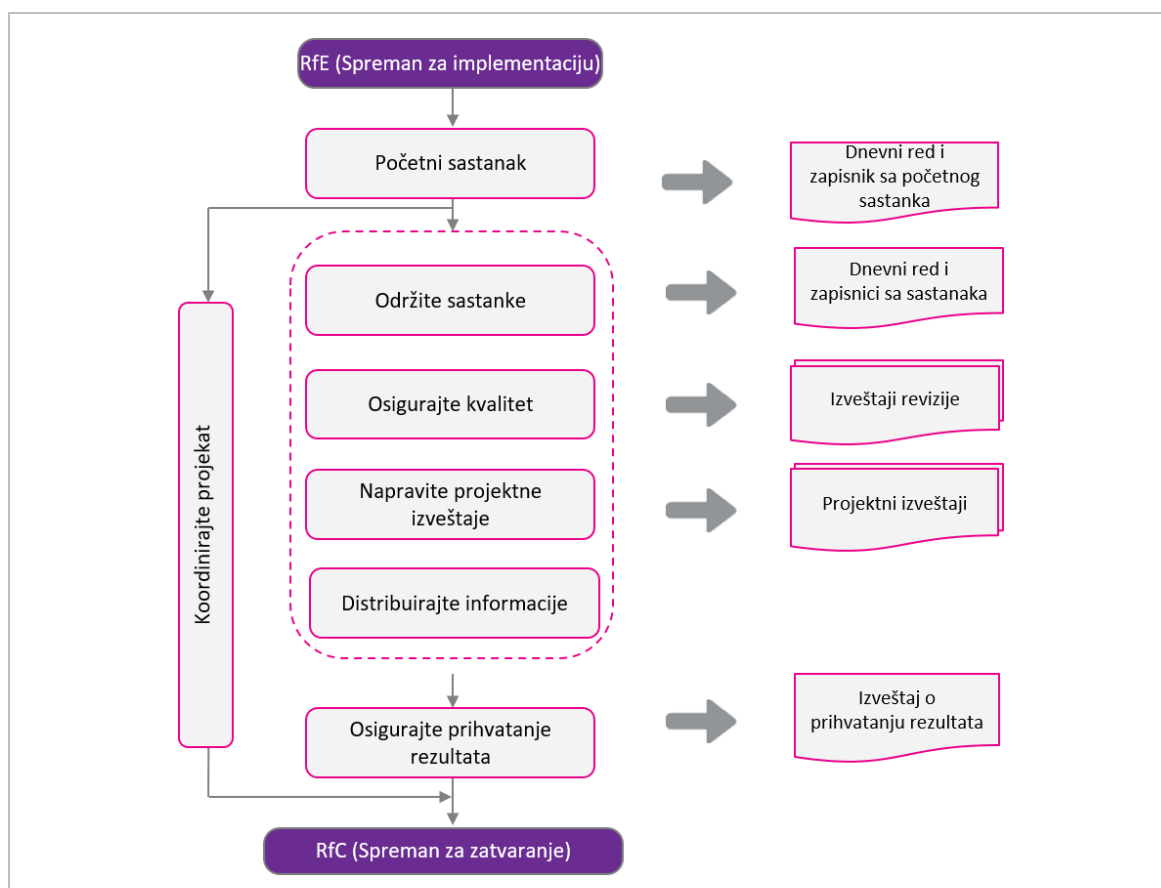 RfE (Spreman za implementaciju)
Početni sastanak
Dnevni red i
zapisnik sa početnog
sastanka
Održite sastanke
Dnevni red i
zapisnici sa sastanaka
Koordinirajte projekat
Osigurajte kvalitet
Izveštaji revizije
Napravite projektne
izveštaje
Projektni izveštaji
Distribuirajte informacije
Osigurajte prihvatanje
rezultata
Izveštaj o
prihvatanju rezultata
RfC (Spreman za zatvaranje)